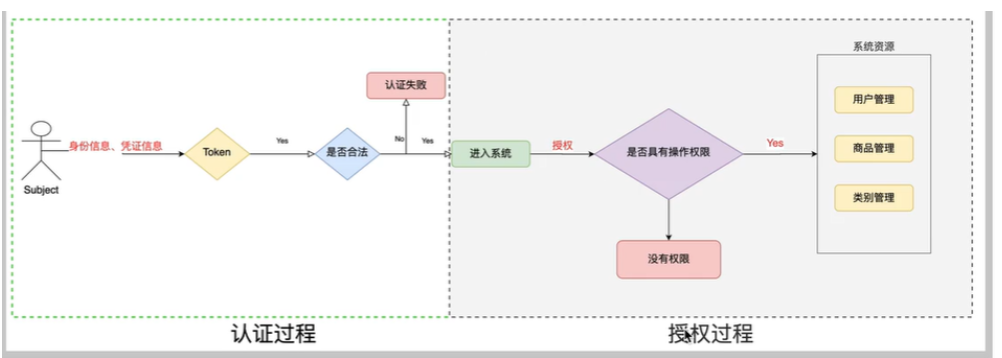 身份信息、凭证信息
Subject
Token
Yes
是否合法
No
认证失败
Yes
认证过程
进入系统
授权
是否具有操作权限
没有权限
Yes
系统资源
用户管理
商品管理
类别管理
授权过程